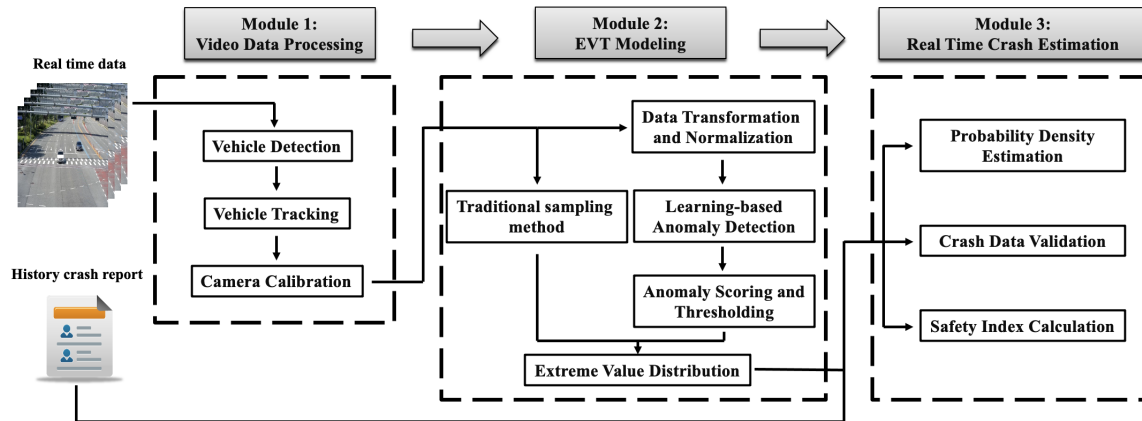 Module 1:
Video Data Processing
Module 2:
EVT Modeling
Module 3:
Real Time Crash Estimation
Real time data
Vehicle Detection
Vehicle Tracking
Camera Calibration
History crash report
Data Transformation
and Normalization
Traditional sampling
method
Learning-based
Anomaly Detection
Anomaly Scoring and
Thresholding
Extreme Value Distribution
Probability Density
Estimation
Crash Data Validation
Safety Index Calculation